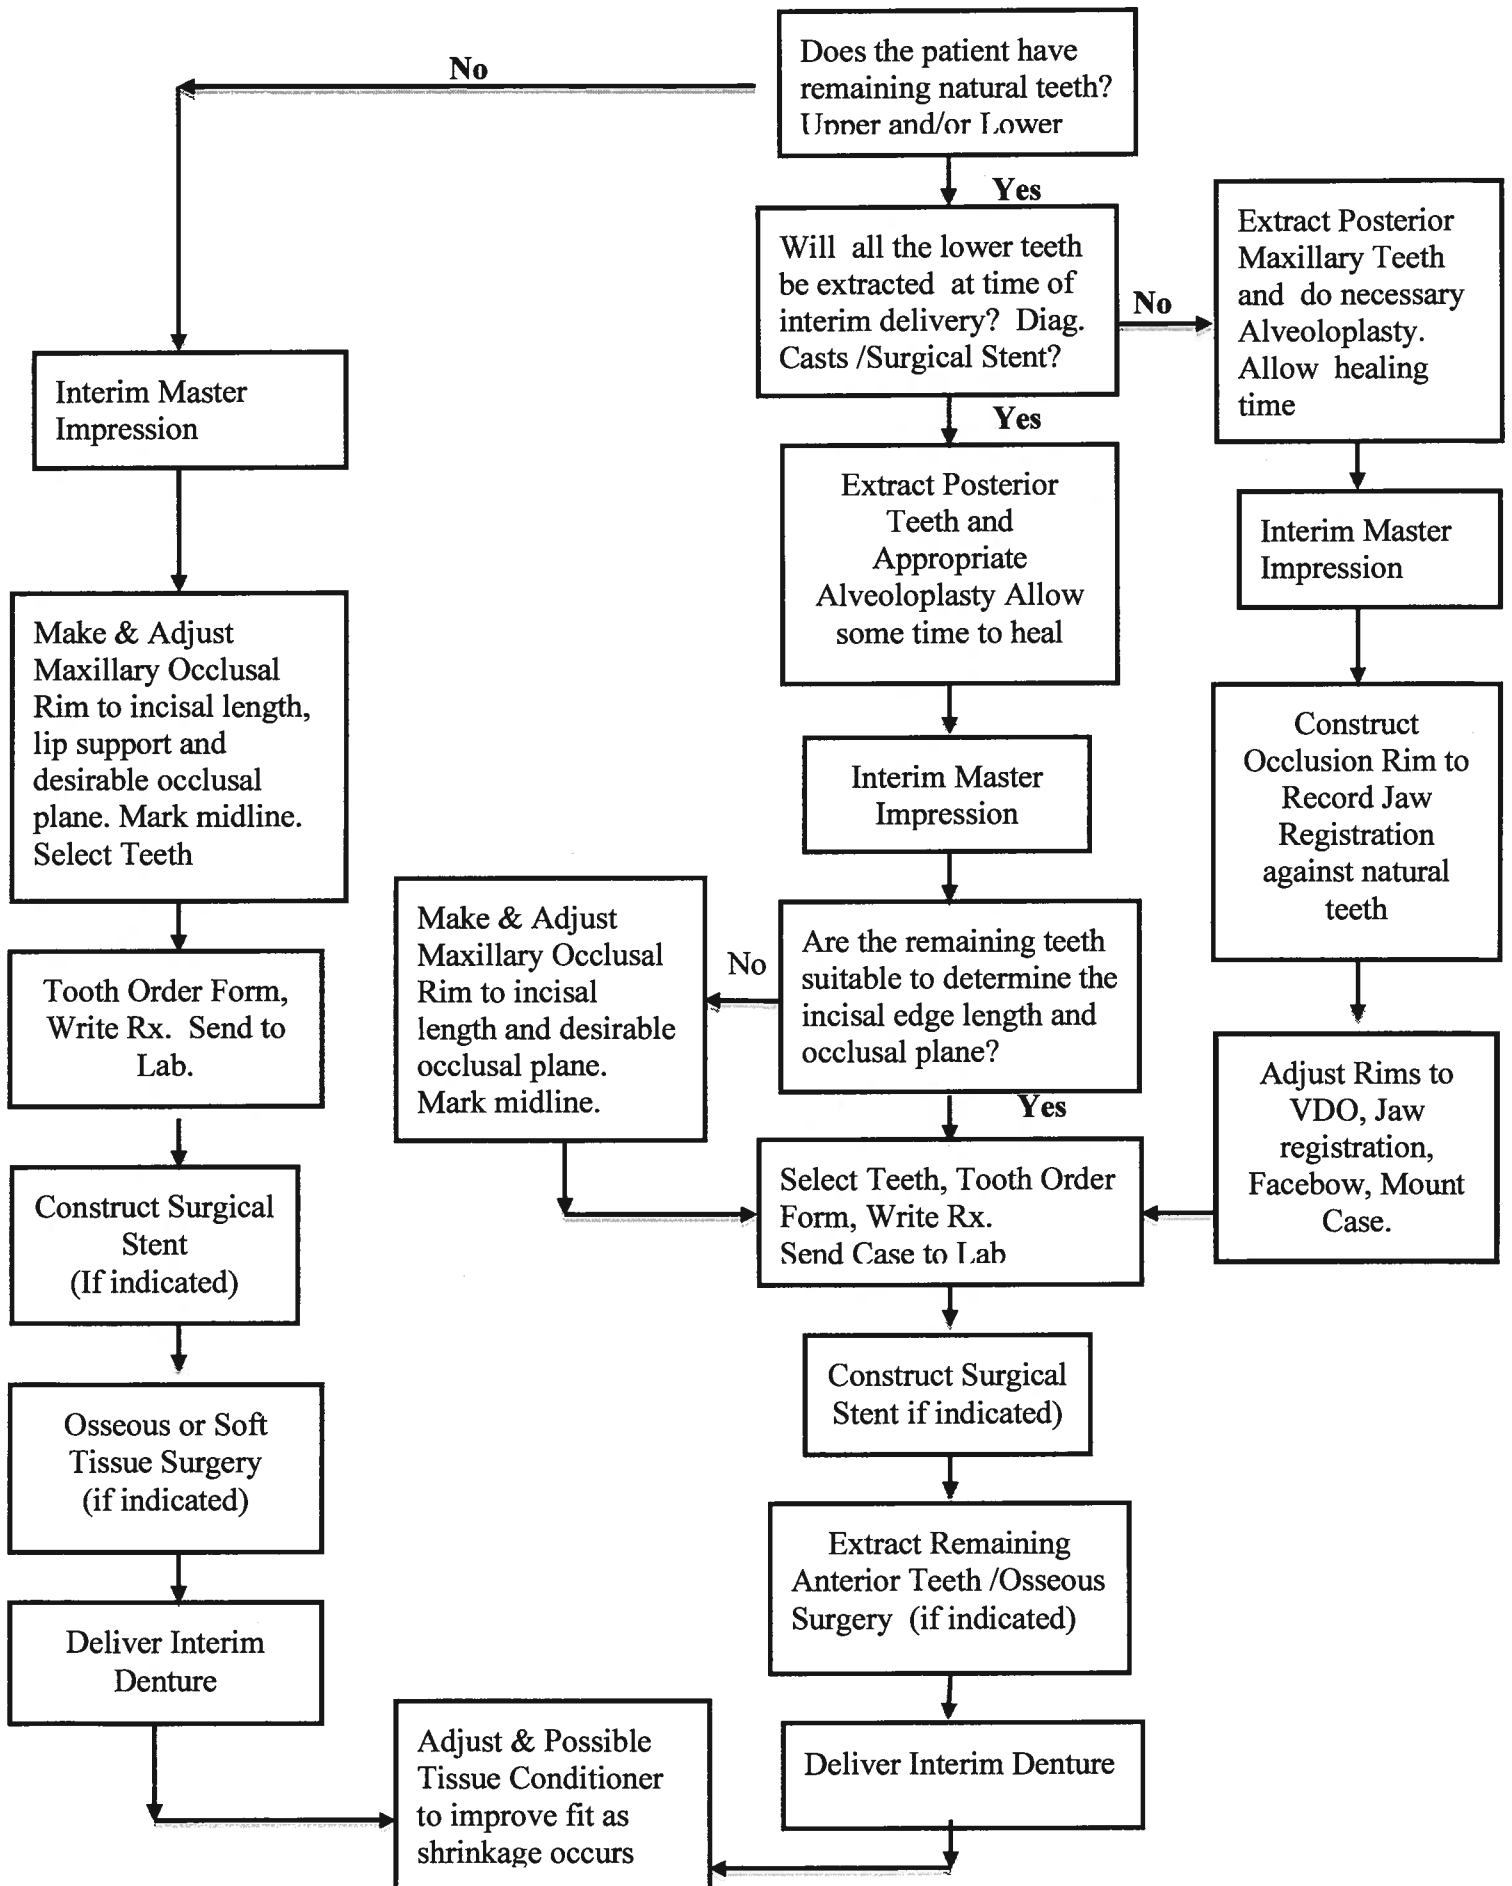 Does the patient have
remaining natural teeth?
Upper and/or Lower
No
Yes
Will all the lower teeth
be extracted at time of
interim delivery? Diag.
Casts /Surgical Stent?
No
Extract Posterior
Maxillary Teeth
and do necessary
Alveoloplasty.
Allow healing
time
Yes
Interim Master
Impression
Extract Posterior
Teeth and
Appropriate
Alveoloplasty Allow
some time to heal
Interim Master
Impression
Make & Adjust
Maxillary Occlusal
Rim to incisal length,
lip support and
desirable occlusal
plane. Mark midline.
Select Teeth
Interim Master
Impression
Construct
Occlusion Rim to
Record Jaw
Registration
against natural
teeth
Make & Adjust
Maxillary Occlusal
Rim to incisal
length and desirable
occlusal plane.
Mark midline.
No
Are the remaining teeth
suitable to determine the
incisal edge length and
occlusal plane?
Yes
Tooth Order Form,
Write Rx. Send to
Lab.
Adjust Rims to
VDO, Jaw
registration,
Facebow, Mount
Case.
Select Teeth, Tooth Order
Form, Write Rx.
Send Case to Lab
Construct Surgical
Stent
(If indicated)
Construct Surgical
Stent if indicated)
Osseous or Soft
Tissue Surgery
(if indicated)
Extract Remaining
Anterior Teeth /Osseous
Surgery (if indicated)
Deliver Interim
Denture
Deliver Interim Denture
Adjust & Possible
Tissue Conditioner
to improve fit as
shrinkage occurs